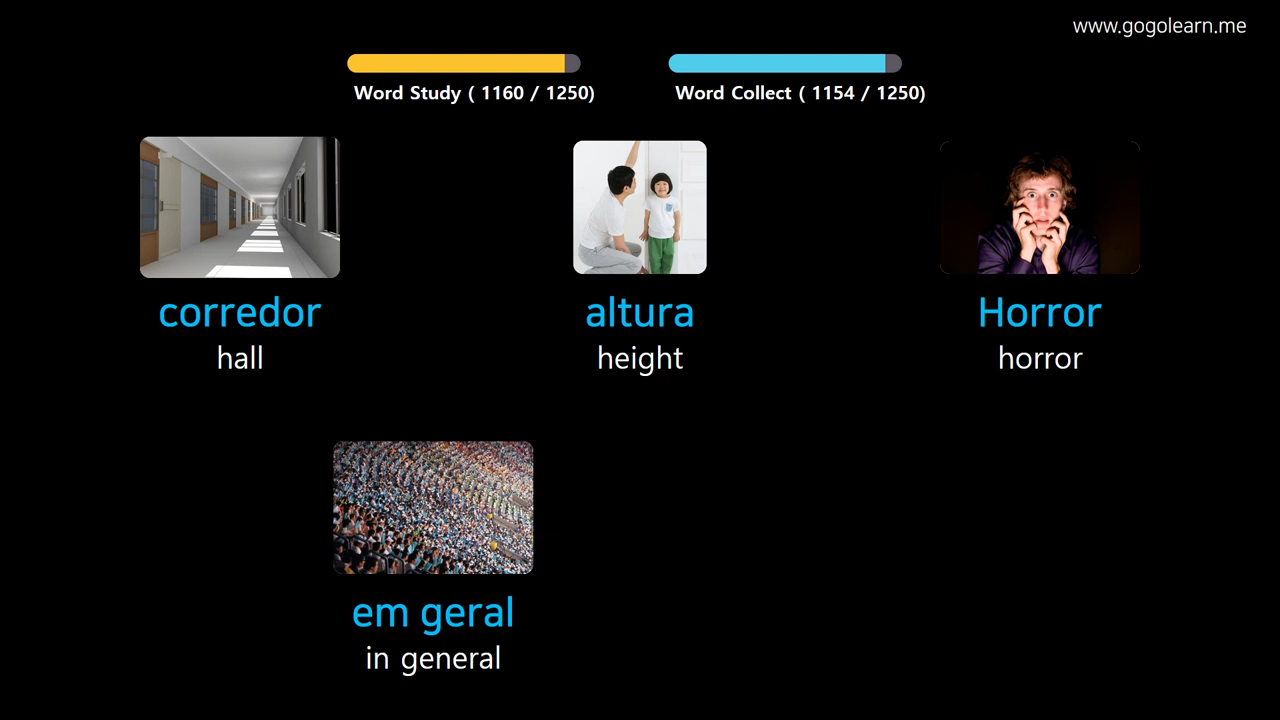 www.gogolearn.me
Word Study ( 1160 / 1250)
Word Collect ( 1154 / 1250)
corredor
hall
altura
height
Horror
horror
em geral
in general